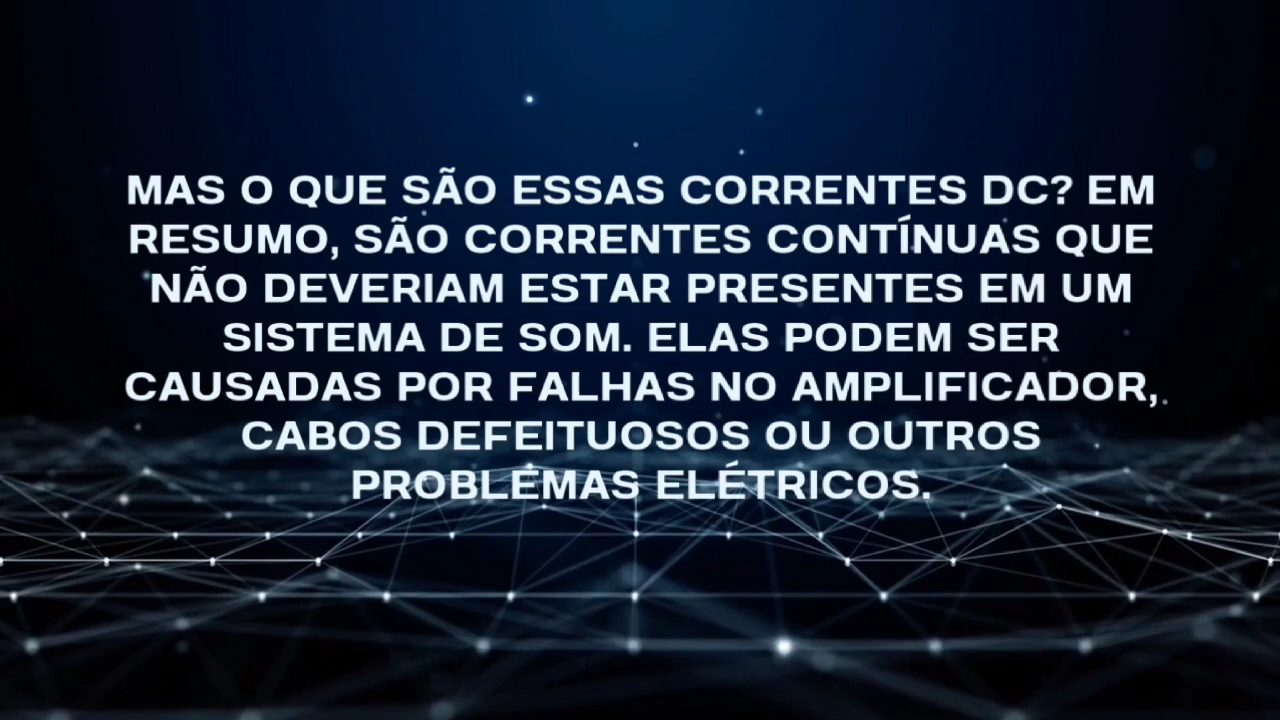 MAS O QUE SÃO ESSAS CORRENTES DC? EM
RESUMO, SÃO CORRENTES CONTÍNUAS QUE
NÃO DEVERIAM ESTAR PRESENTES EM UM
SISTEMA DE SOM. ELAS PODEM SER
CAUSADAS POR FALHAS NO AMPLIFICADOR,
CABOS DEFEITUOSOS OU OUTROS
PROBLEMAS ELÉTRICOS.